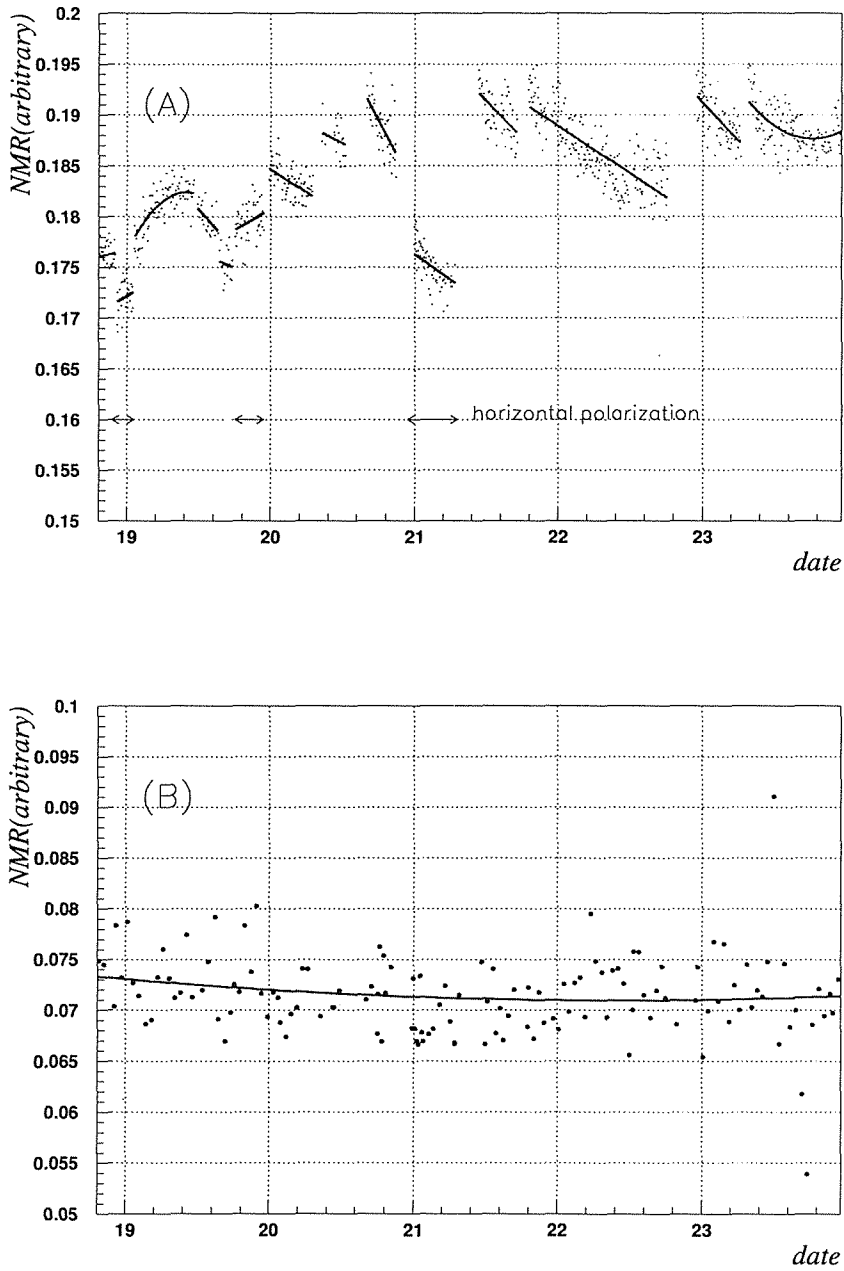 NMR(arbitrary)
0.2
0.195
(A)
0.19
0.185
0.18
0.175
0.17
0.165
0.16
horizontal polarization
0.155
0.15
19 20 21 22 23
date
NMR(arbitrary)
0.1
0.095
(B)
0.09
0.085
0.08
0.075
0.07
0.065
0.06
0.055
0.05
19 20 21 22 23
date